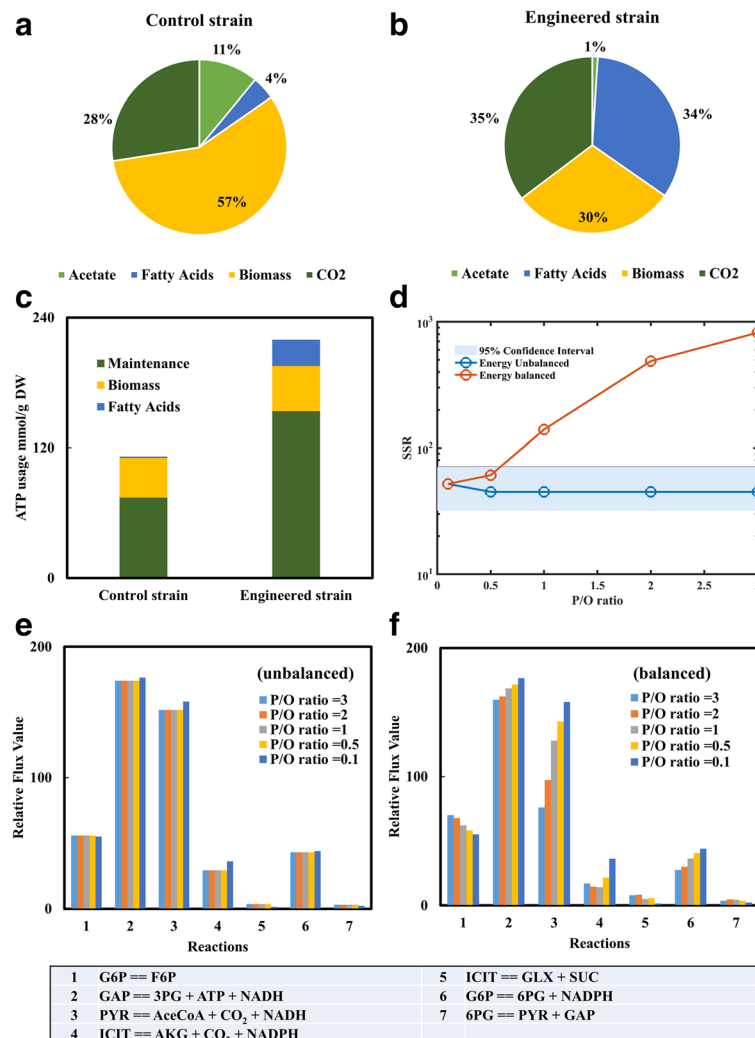 a
Control strain
11%
4%
28%
57%
Acetate Fatty Acids Biomass CO2
b
Engineered strain
1%
34%
35%
30%
Acetate Fatty Acids Biomass CO2
c
240
120
0
ATP usage mmol/g DW
Maintenance
Biomass
Fatty Acids
Control strain Engineered strain
d
10³
10²
10¹
SSR
95% Confidence Interval
Energy Unbalanced
Energy balanced
0 0.5 1 1.5 2 2.5
P/O ratio
e
200
100
0
Relative Flux Value
(unbalanced)
P/O ratio =3
P/O ratio =2
P/O ratio =1
P/O ratio=0.5
P/O ratio=0.1
1 2 3 4 5 6 7
Reactions
f
200
100
0
Relative Flux Value
(balanced)
P/O ratio =3
P/O ratio =2
P/O ratio =1
P/O ratio=0.5
P/O ratio =0.1
1 2 3 4 5 6 7
Reactions
1 G6P == F6P 5 ICIT == GLX + SUC
2 GAP == 3PG + ATP + NADH 6 G6P == 6PG + NADPH
3 PYR == AceCoA + CO₂ + NADH 7 6PG == PYR + GAP
4 ICIT == AKG + CO₂ + NADPH